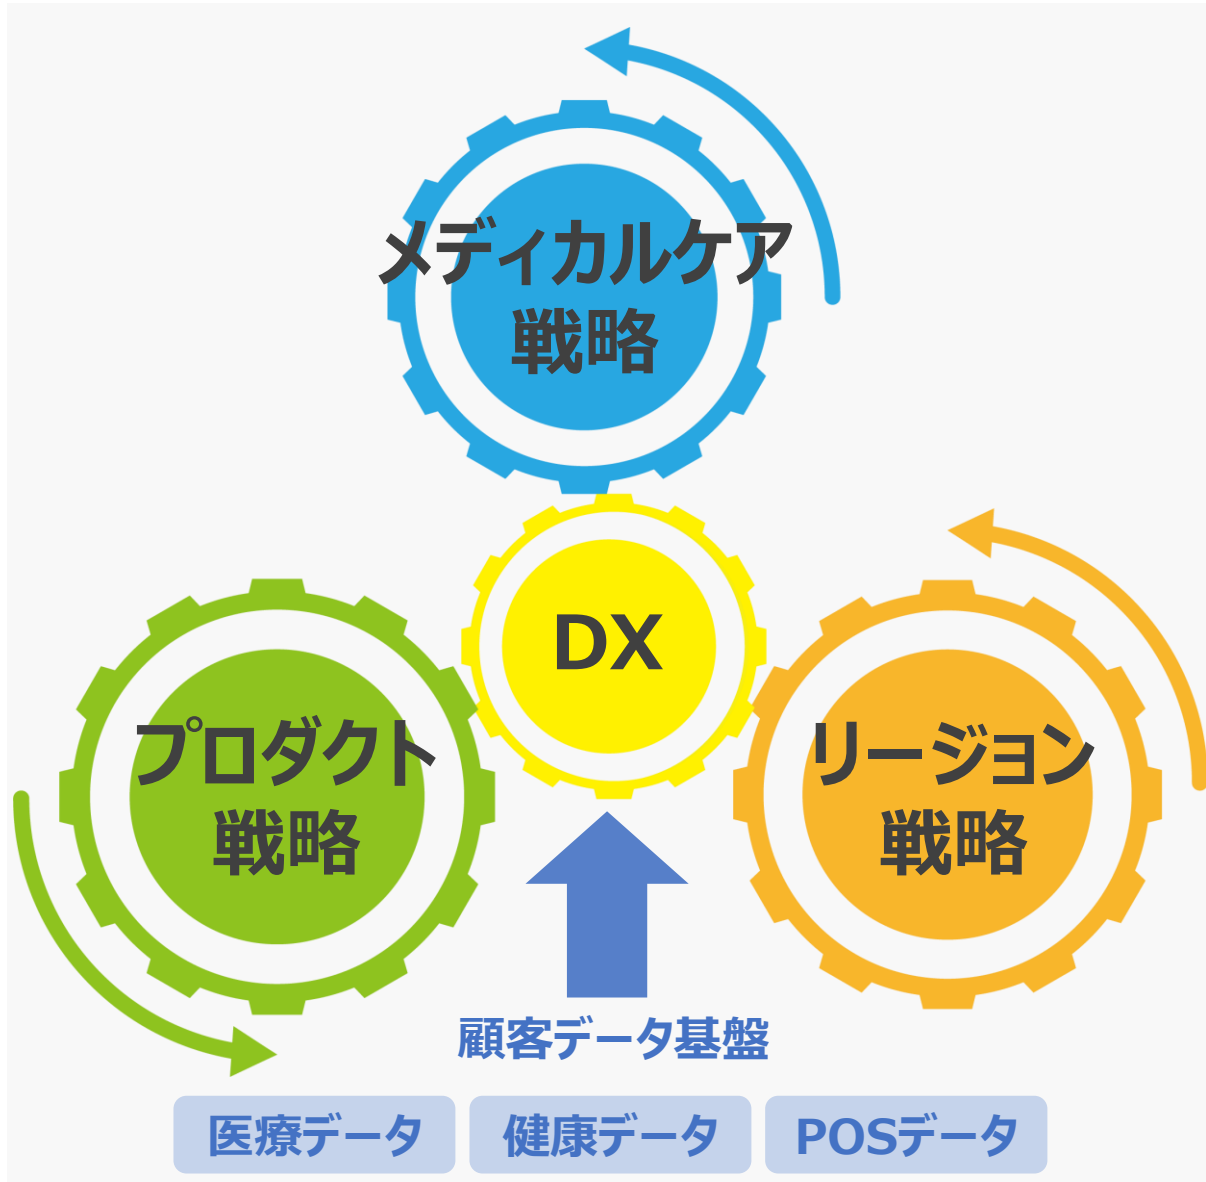 メディカルケア
戦略
DX
プロダクト
戦略
リージョン
戦略
顧客データ基盤
医療データ
健康データ
POSデータ